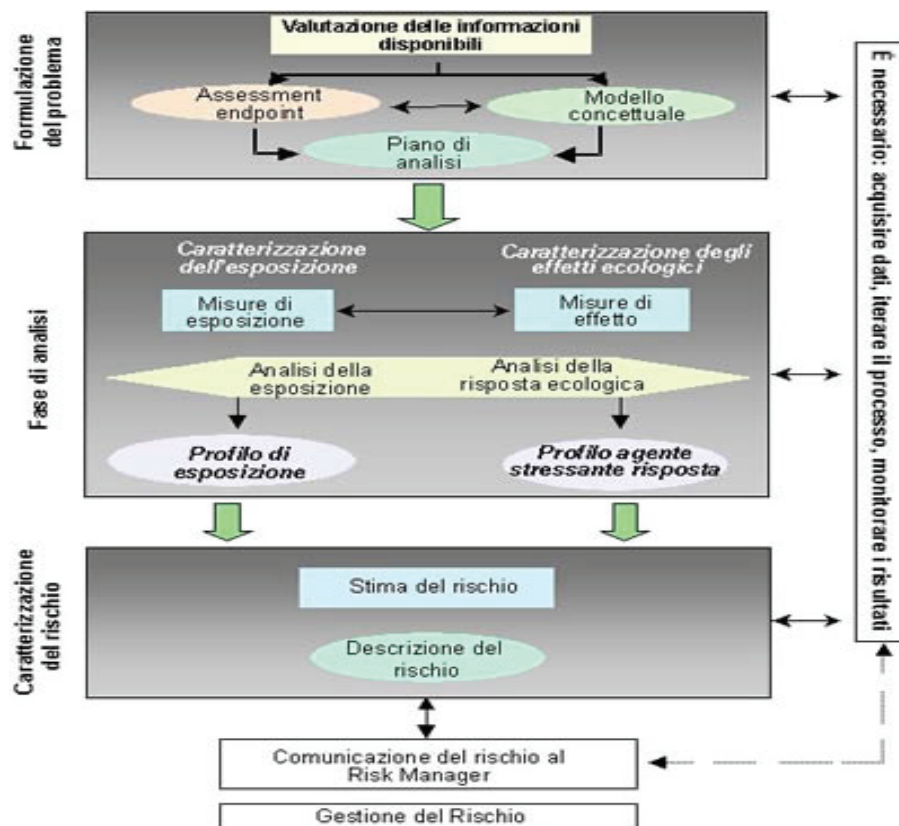 Formulazione
del problema
Valutazione delle informazioni
disponibili
Assessment
endpoint
Modello
concettuale
Piano di
analisi
Fase di analisi
Caratterizzazione
dell'esposizione
Caratterizzazione degli
effetti ecologici
Misure di
esposizione
Misure di
effetto
Analisi della
esposizione
Analisi della
risposta ecologica
Profilo di
esposizione
Profilo agente
stressante risposta
Caratterizzazione
del rischio
Stima del rischio
Descrizione del
rischio
Comunicazione del rischio al
Risk Manager
Gestione del Rischio
È necessario: acquisire dati, iterare il processo, monitorare i risultati